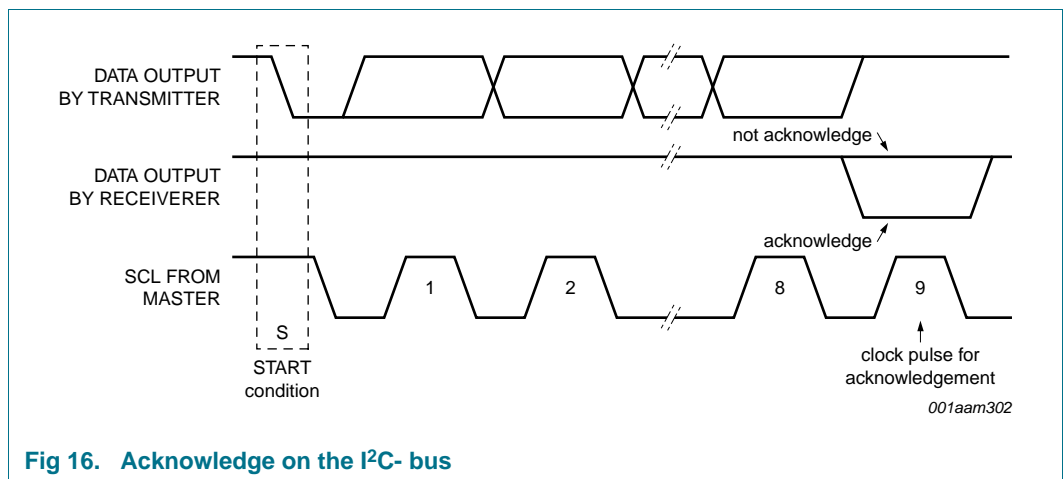 DATA OUTPUT
BY TRANSMITTER
not acknowledge
DATA OUTPUT
BY RECEIVERER
acknowledge
SCL FROM
MASTER
1
2
8
9
S
START
condition
clock pulse for
acknowledgement
001aam302
Fig 16. Acknowledge on the I²C- bus